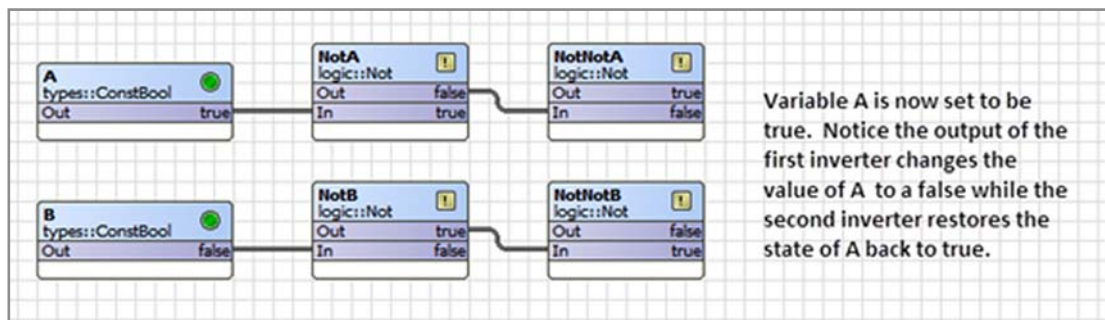 A
types::ConstBool
Out true
NotA
logic::Not
!
Out false
In true
NotNotA
logic::Not
!
Out true
In false
B
types::ConstBool
Out false
NotB
logic::Not
!
Out true
In false
NotNotB
logic::Not
!
Out false
In true
Variable A is now set to be
true. Notice the output of the
first inverter changes the
value of A to a false while the
second inverter restores the
state of A back to true.